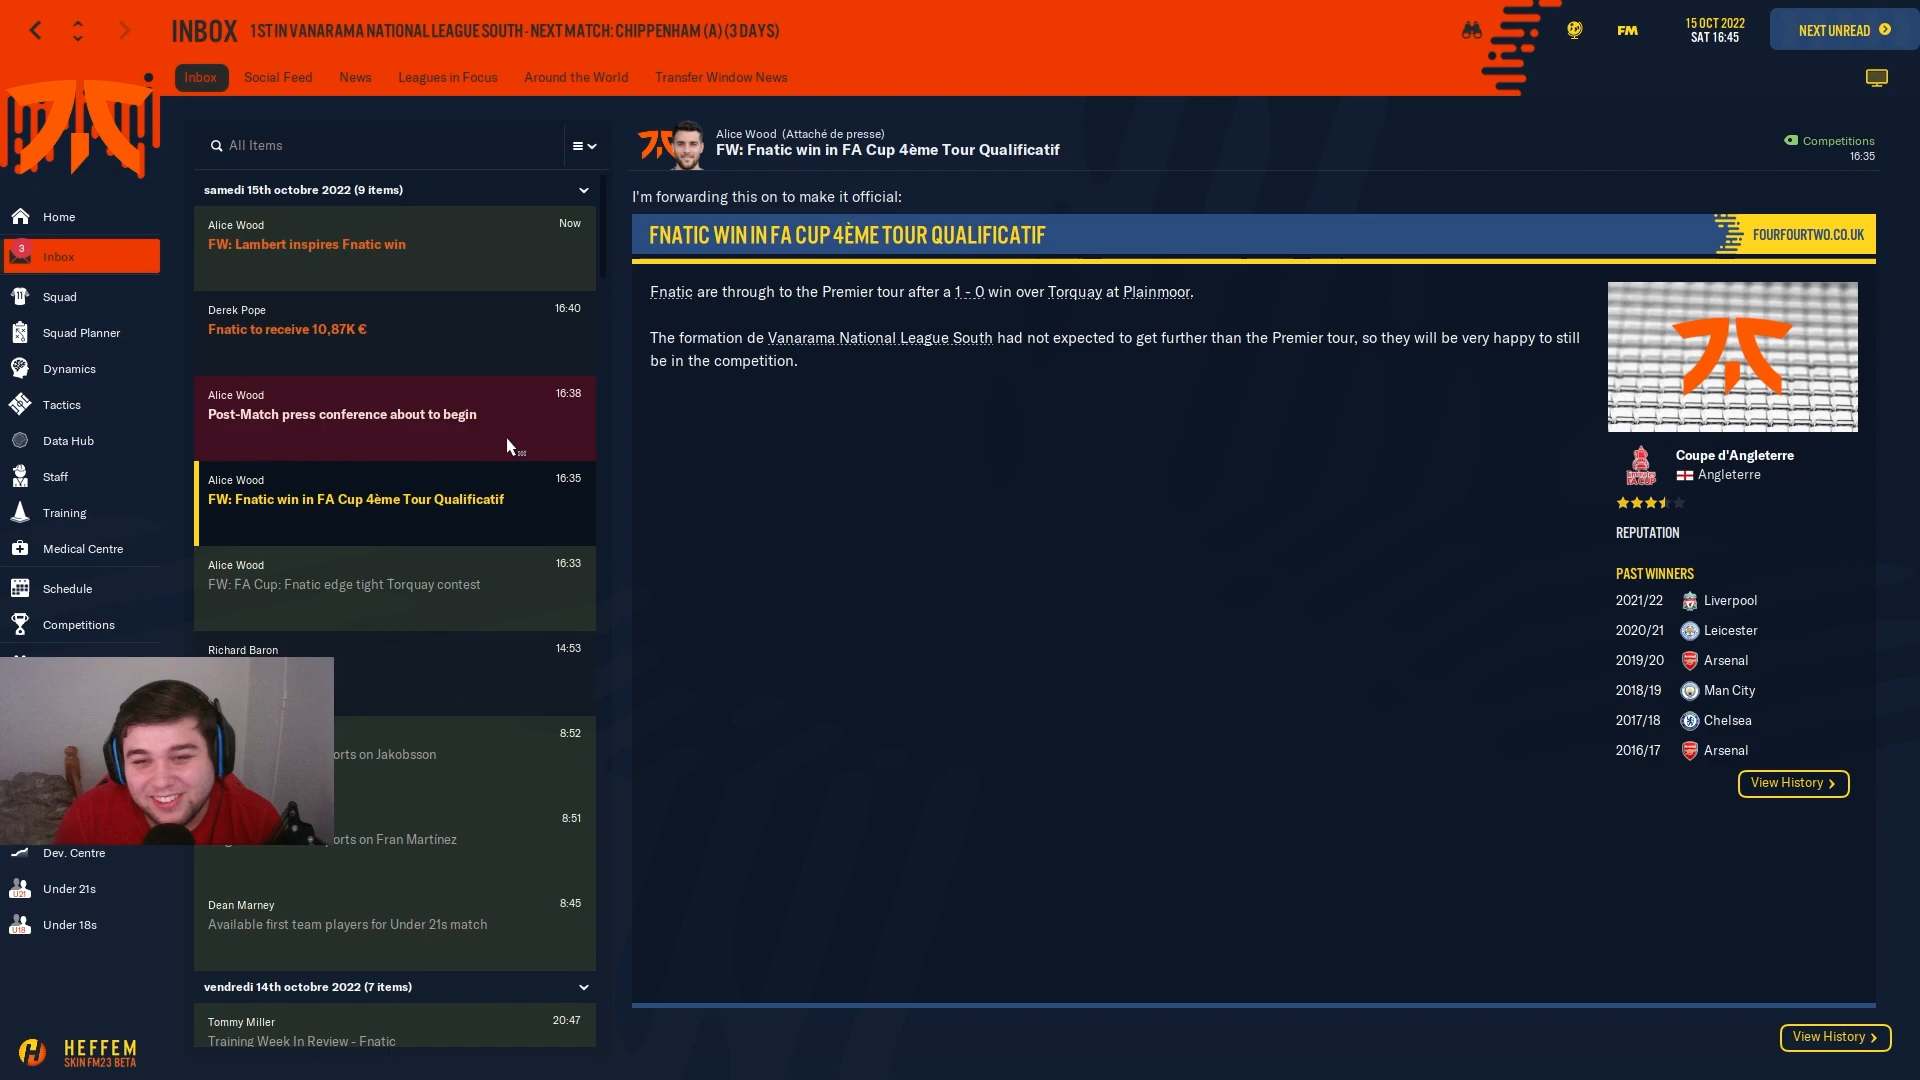 INBOX
1ST IN VANARAMA NATIONAL LEAGUE SOUTH - NEXT MATCH: CHIPPENHAM (A) (3 DAYS)
FM
15 OCT 2022
SAT 16:45
NEXT UNREAD
Inbox
Social Feed
News
Leagues in Focus
Around the World
Transfer Window News
Home
3
Inbox
11
Squad
Squad Planner
Dynamics
Tactics
Data Hub
Staff
Training
Medical Centre
Schedule
Competitions
Dev. Centre
U21
Under 21s
U18
Under 18s
HEFFEM
SKIN FM23 BETA
All Items
samedi 15th octobre 2022 (9 items)
Alice Wood
Now
FW: Lambert inspires Fnatic win
Derek Pope
16:40
Fnatic to receive 10,87K €
Alice Wood
16:38
Post-Match press conference about to begin
Alice Wood
16:35
FW: Fnatic win in FA Cup 4ème Tour Qualificatif
Alice Wood
16:33
FW: FA Cup: Fnatic edge tight Torquay contest
Richard Baron
14:53
8:52
orts on Jakobsson
8:51
orts on Fran Martínez
Dean Marney
8:45
Available first team players for Under 21s match
vendredi 14th octobre 2022 (7 items)
Tommy Miller
20:47
Training Week In Review - Fnatic
Alice Wood (Attaché de presse)
FW: Fnatic win in FA Cup 4ème Tour Qualificatif
Competitions
16:35
I'm forwarding this on to make it official:
FNATIC WIN IN FA CUP 4ÈME TOUR QUALIFICATIF
FOURFOURTWO.CO.UK
Fnatic are through to the Premier tour after a 1 - 0 win over Torquay at Plainmoor.
The formation de Vanarama National League South had not expected to get further than the Premier tour, so they will be very happy to still
be in the competition.
Coupe d'Angleterre
Angleterre
REPUTATION
PAST WINNERS
2021/22 Liverpool
2020/21 Leicester
2019/20 Arsenal
2018/19 Man City
2017/18 Chelsea
2016/17 Arsenal
View History
View History